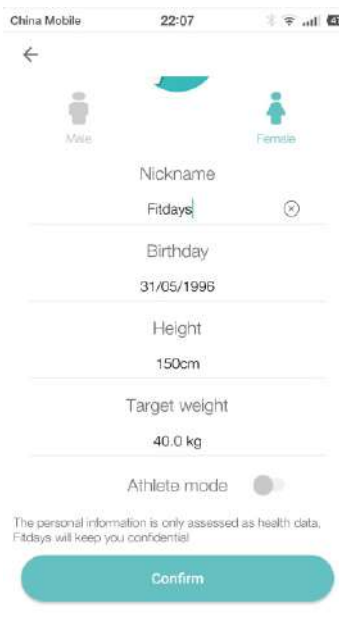 China Mobile 22:07
Male Female
Nickname
Fitdays
Birthday
31/05/1996
Height
150cm
Target weight
40.0 kg
Athlete mode
The personal information is only assessed as health data,
Fitdays will keep you confidential
Confirm